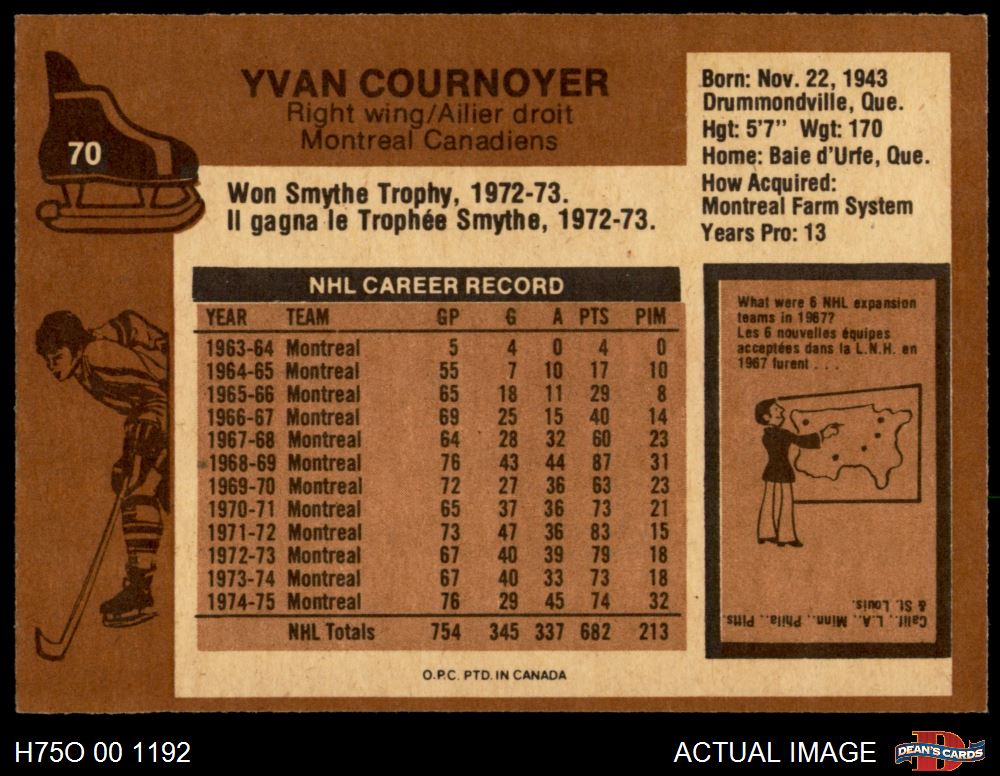 70
YVAN COURNOYER
Right wing/Ailier droit
Montreal Canadiens
Born: Nov. 22, 1943
Drummondville, Que.
Hgt: 5'7" Wgt: 170
Home: Baie d'Urfe, Que.
How Acquired:
Montreal Farm System
Years Pro: 13
Won Smythe Trophy, 1972-73.
Il gagna le Trophée Smythe, 1972-73.
NHL CAREER RECORD
YEAR TEAM GP G A PTS PIM
1963-64 Montreal 5 4 0 4 0
1964-65 Montreal 55 7 10 17 10
1965-66 Montreal 65 18 11 29 8
1966-67 Montreal 69 25 15 40 14
1967-68 Montreal 64 28 32 60 23
1968-69 Montreal 76 43 44 87 31
1969-70 Montreal 72 27 36 63 23
1970-71 Montreal 65 37 36 73 21
1971-72 Montreal 73 47 36 83 15
1972-73 Montreal 67 40 39 79 18
1973-74 Montreal 67 40 33 73 18
1974-75 Montreal 76 29 45 74 32
NHL Totals 754 345 337 682 213
What were 6 NHL expansion
teams in 1967?
Les 6 nouvelles équipes
acceptées dans la L.N.H. en
1967 furent . . .
Calif., L.A., Minn., Phila., Pitts.
& St. Louis.
O.P.C. PTD. IN CANADA
H75O 00 1192
ACTUAL IMAGE
D
DEAN'S CARDS